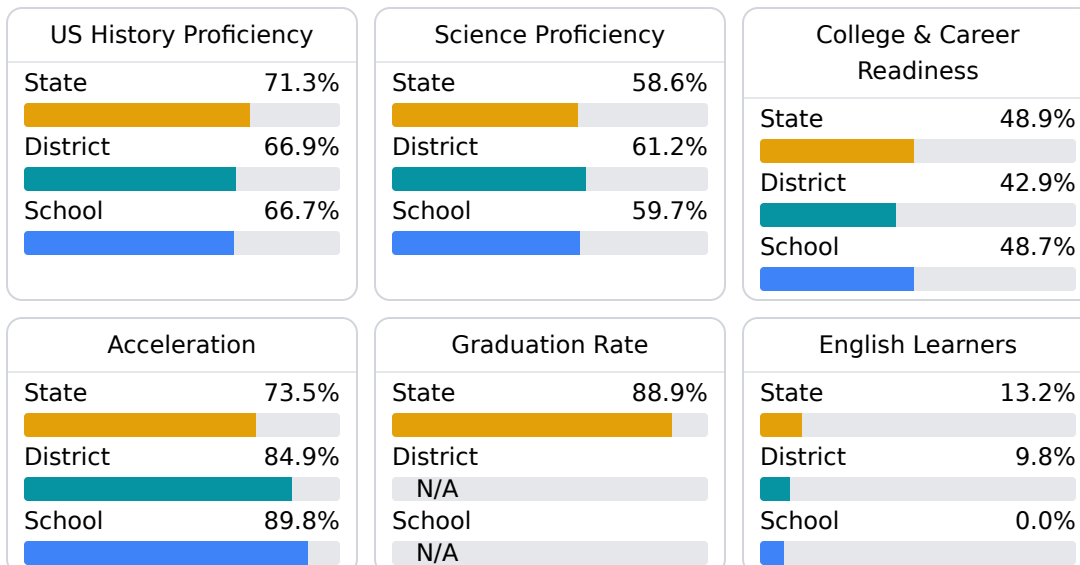 US History Proficiency
State 71.3%
District 66.9%
School 66.7%
Science Proficiency
State 58.6%
District 61.2%
School 59.7%
College & Career
Readiness
State 48.9%
District 42.9%
School 48.7%
Acceleration
State 73.5%
District 84.9%
School 89.8%
Graduation Rate
State 88.9%
District
N/A
School
N/A
English Learners
State 13.2%
District 9.8%
School 0.0%